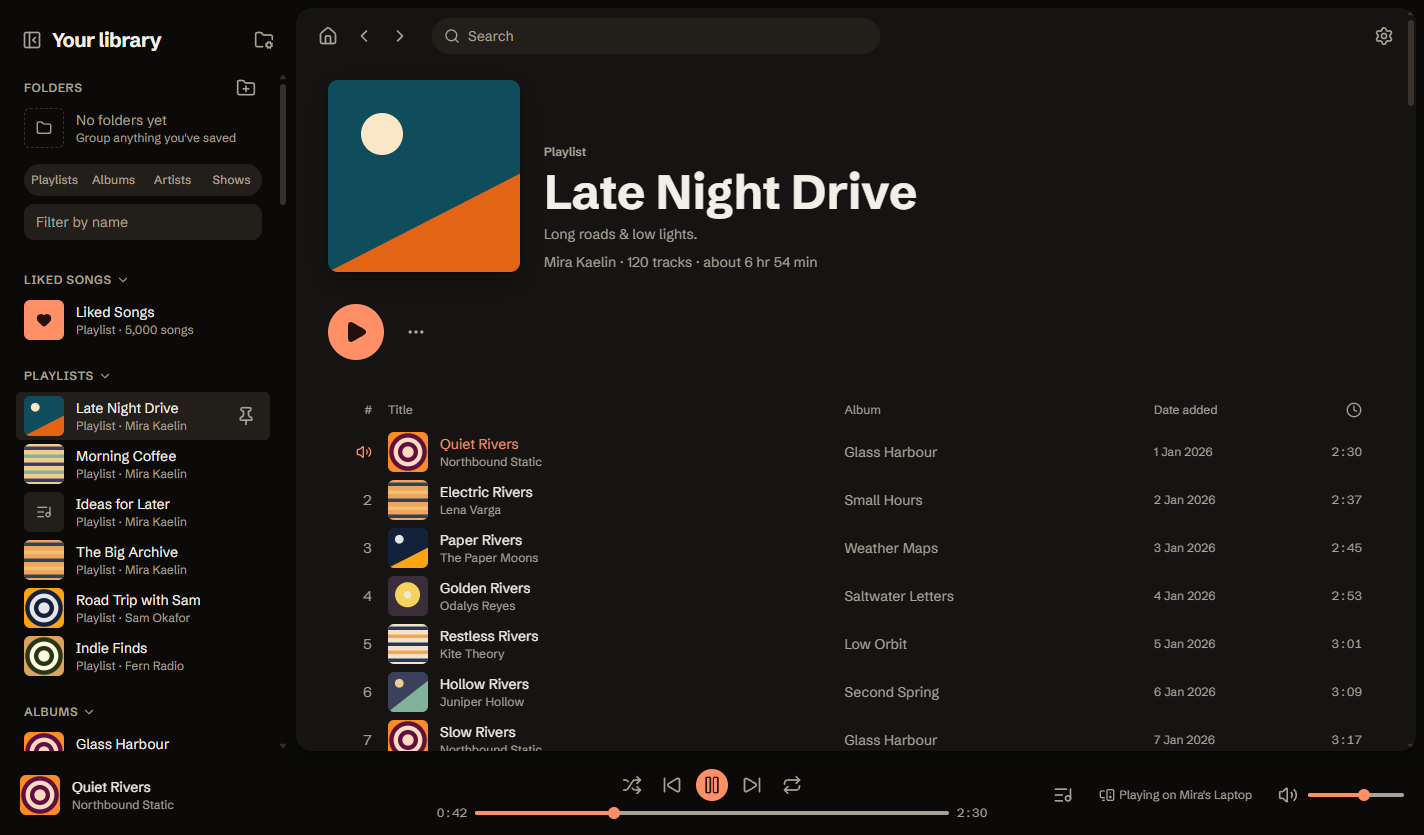 Your library
Search
FOLDERS
No folders yet
Group anything you've saved
Playlists Albums Artists Shows
Filter by name
LIKED SONGS
Liked Songs
Playlist · 5,000 songs
PLAYLISTS
Late Night Drive
Playlist · Mira Kaelin
Morning Coffee
Playlist · Mira Kaelin
Ideas for Later
Playlist · Mira Kaelin
The Big Archive
Playlist · Mira Kaelin
Road Trip with Sam
Playlist · Sam Okafor
Indie Finds
Playlist · Fern Radio
ALBUMS
Glass Harbour
Playlist
Late Night Drive
Long roads & low lights.
Mira Kaelin · 120 tracks · about 6 hr 54 min
# Title Album Date added
Quiet Rivers
Northbound Static
Glass Harbour 1 Jan 2026 2:30
2 Electric Rivers
Lena Varga
Small Hours 2 Jan 2026 2:37
3 Paper Rivers
The Paper Moons
Weather Maps 3 Jan 2026 2:45
4 Golden Rivers
Odalys Reyes
Saltwater Letters 4 Jan 2026 2:53
5 Restless Rivers
Kite Theory
Low Orbit 5 Jan 2026 3:01
6 Hollow Rivers
Juniper Hollow
Second Spring 6 Jan 2026 3:09
7 Slow Rivers
Northbound Static
Glass Harbour 7 Jan 2026 3:17
Quiet Rivers
Northbound Static
0:42 2:30
Playing on Mira's Laptop